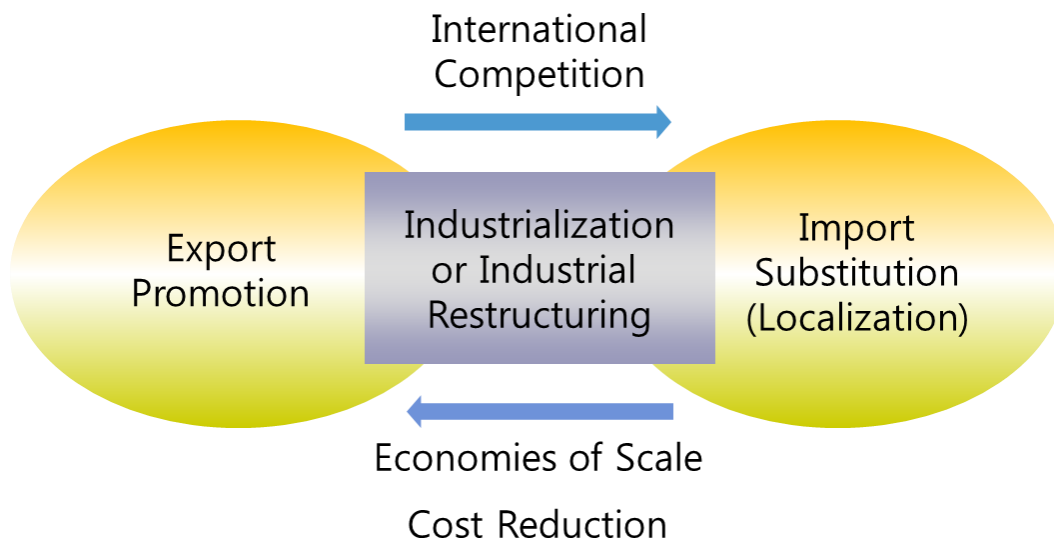 International
Competition
Export
Promotion
Industrialization
or Industrial
Restructuring
Import
Substitution
(Localization)
Economies of Scale
Cost Reduction